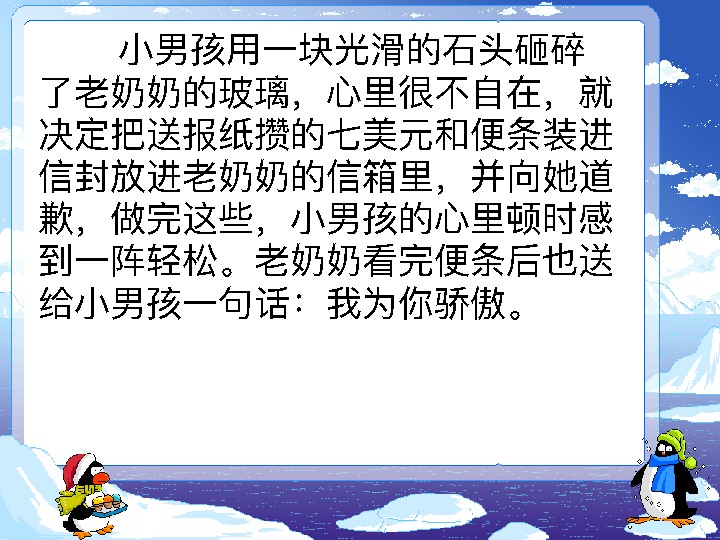 小男孩用一块光滑的石头砸碎
了老奶奶的玻璃，心里很不自在，就
决定把送报纸攒的七美元和便条装进
信封放进老奶奶的信箱里，并向她道
歉，做完这些，小男孩的心里顿时感
到一阵轻松。老奶奶看完便条后也送
给小男孩一句话：我为你骄傲。